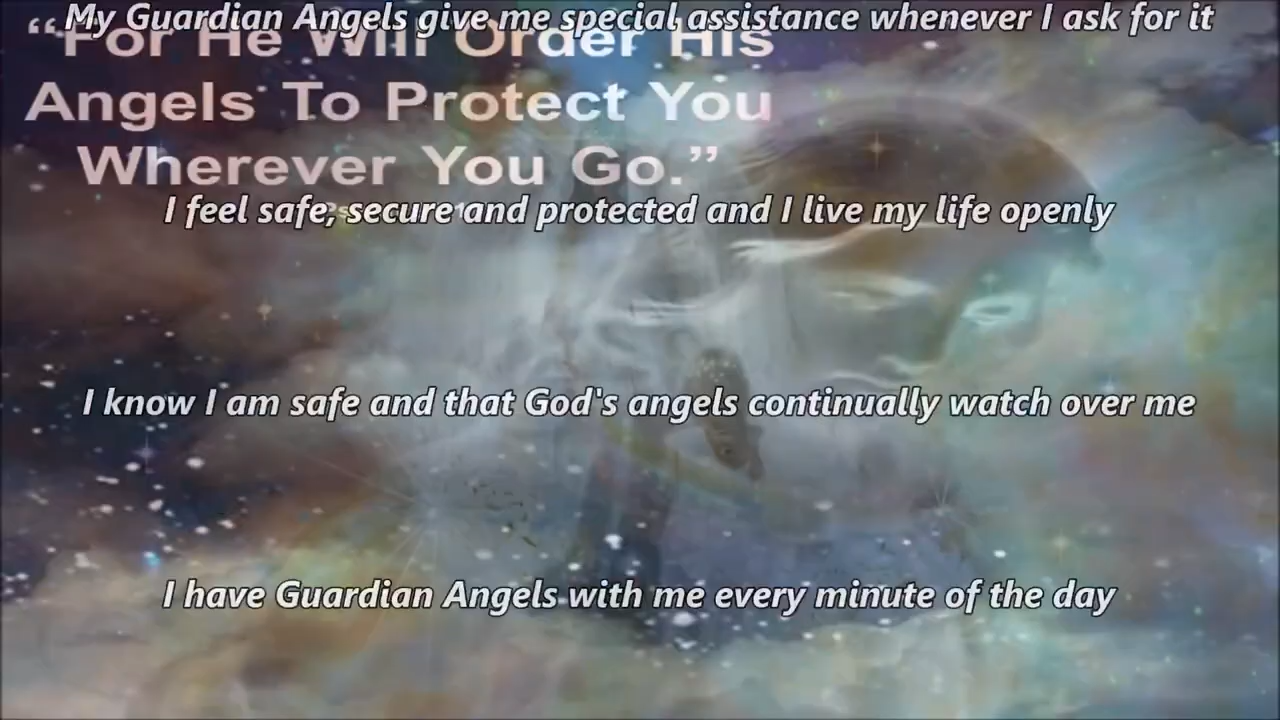 My Guardian Angels give me special assistance whenever I ask for it
“For He Will Order His
Angels To Protect You
Wherever You Go.”
I feel safe, secure and protected and I live my life openly
I know I am safe and that God's angels continually watch over me
I have Guardian Angels with me every minute of the day